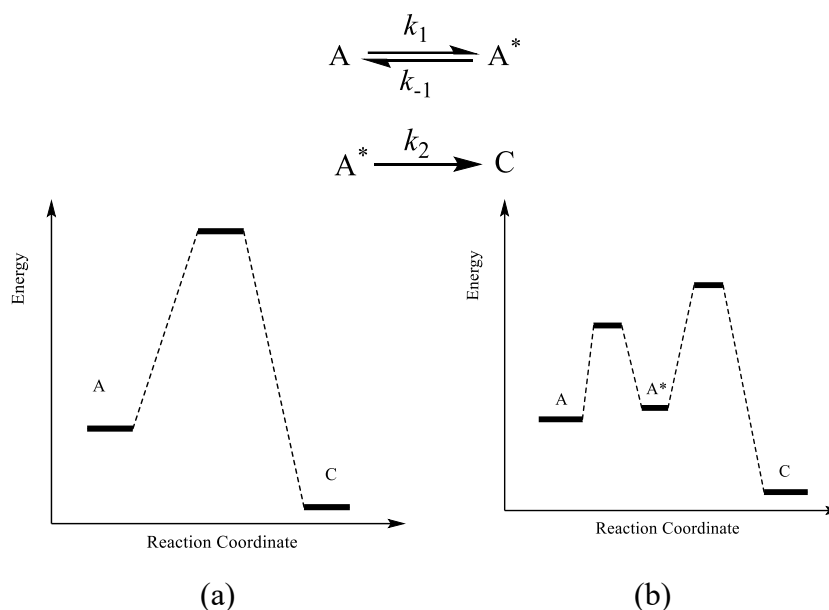 k1
A A*
k-1
k2
A* C
Energy
A
C
Reaction Coordinate
(a)
Energy
A
A*
C
Reaction Coordinate
(b)